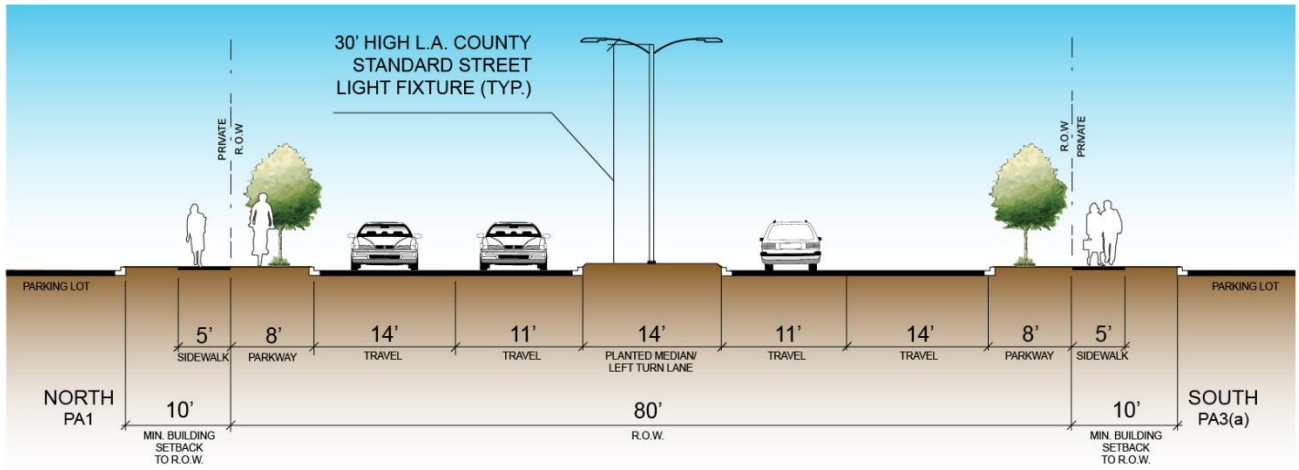 30' HIGH L.A. COUNTY
STANDARD STREET
LIGHT FIXTURE (TYP.)
PRIVATE
R.O.W.
R.O.W
PRIVATE
PARKING LOT
PARKING LOT
5'
8'
14'
11'
14'
11'
14'
8'
5'
SIDEWALK
PARKWAY
TRAVEL
TRAVEL
PLANTED MEDIAN/
LEFT TURN LANE
TRAVEL
TRAVEL
PARKWAY
SIDEWALK
NORTH
PA1
10'
80'
10'
SOUTH
PA3(a)
MIN. BUILDING
SETBACK
TO R.O.W.
R.O.W.
MIN. BUILDING
SETBACK
TO R.O.W.